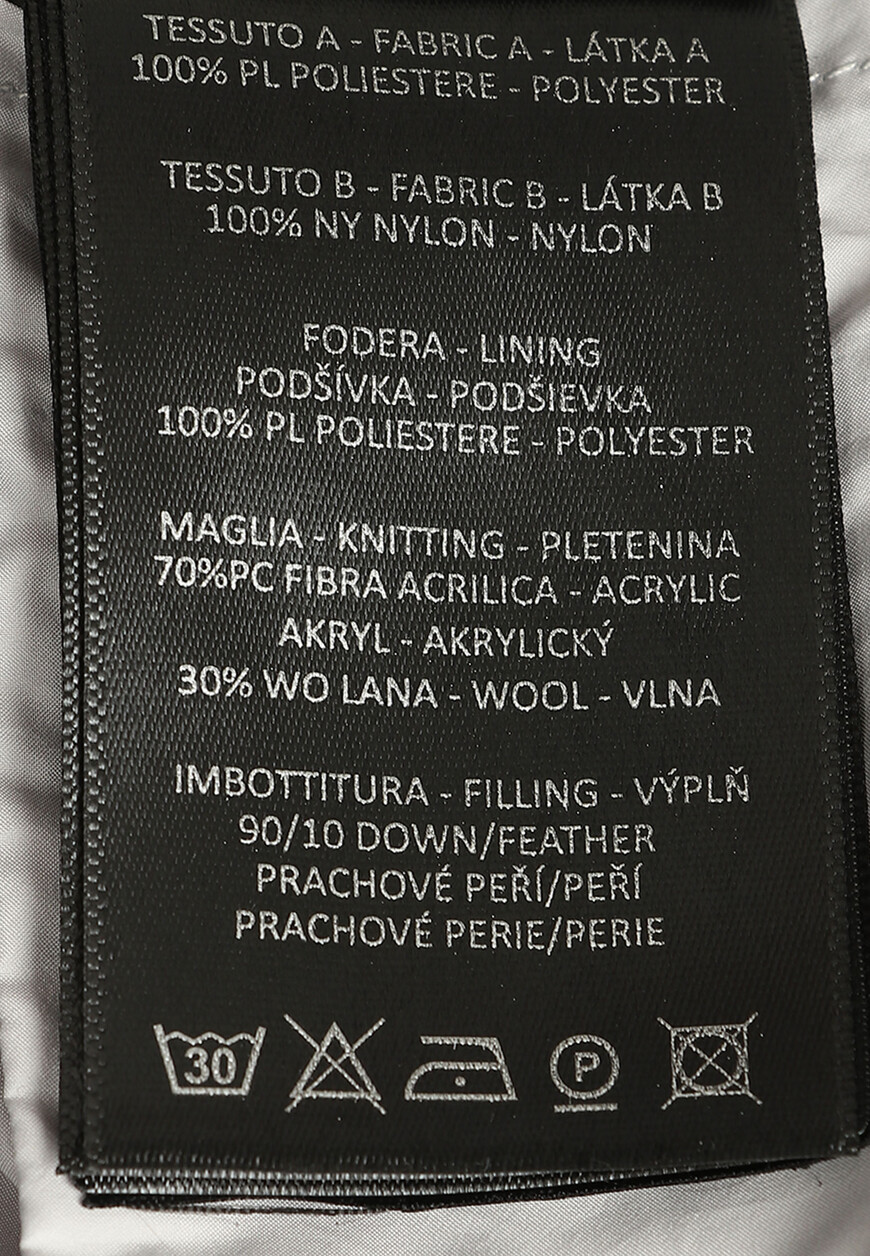 TESSUTO A - FABRIC A - LÁTKA A
100% PL POLIESTERE - POLYESTER
TESSUTO B - FABRIC B - LÁTKA B
100% NY NYLON - NYLON
FODERA - LINING
PODŠÍVKA - PODŠIEVKA
100% PL POLIESTERE - POLYESTER
MAGLIA - KNITTING - PLETENINA
70%PC FIBRA ACRILICA - ACRYLIC
AKRYL - AKRYLICKÝ
30% WO LANA - WOOL - VLNA
IMBOTTITURA - FILLING - VÝPLŇ
90/10 DOWN/FEATHER
PRACHOVÉ PEŘÍ/PEŘÍ
PRACHOVÉ PERIE/PERIE
30 P